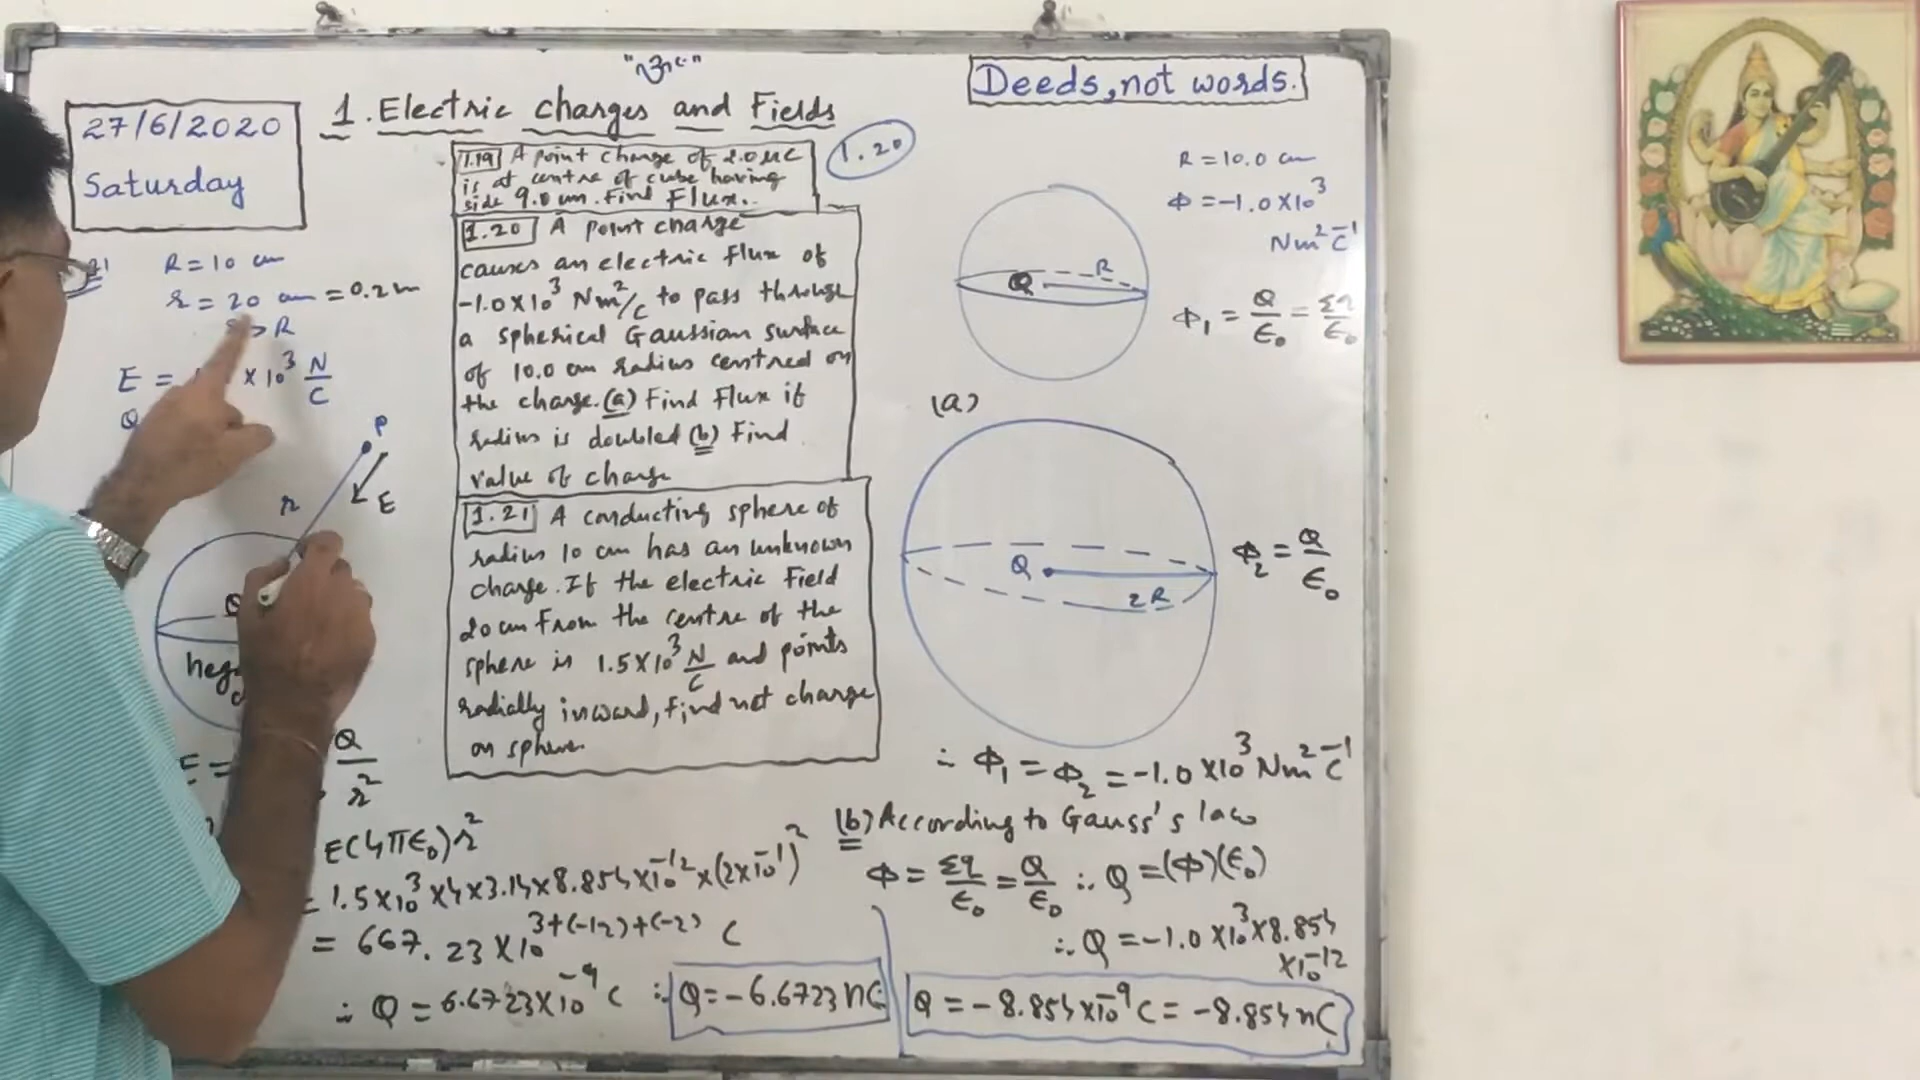 "ॐ"
Deeds, not words.
27/6/2020
Saturday
1. Electric charges and Fields
1.19 A point charge of 2.0 μC
is at centre of cube having
side 9.0 cm. Find Flux.
1.20
1.20 A point charge
causes an electric flux of
-1.0×10³ Nm²/C to pass through
a spherical Gaussian surface
of 10.0 cm radius centred on
the charge. (a) Find Flux if
radius is doubled (b) Find
value of charge
1.21 A conducting sphere of
radius 10 cm has an unknown
charge. If the electric Field
20 cm from the centre of the
sphere is 1.5×10³ N/C and points
radially inward, find net charge
on sphere.
R = 10 cm
r = 20 cm = 0.2 m
> R
E = ×10³ N/C
Q
P
r
E
Q
E =
Q
r²
E(4πε₀)r²
= 1.5×10³×4×3.14×8.854×10⁻¹²×(2×10⁻¹)²
= 667.23×10³⁺⁽⁻¹²⁾⁺⁽⁻²⁾ C
∴ Q = 6.6723×10⁻⁹ C ∴ Q = -6.6723 nC
R = 10.0 cm
Φ = -1.0×10³
Nm²C⁻¹
Q R
Φ₁ = Q/ε₀ = Σq/ε₀
(a)
Q 2R
Φ₂ = Q/ε₀
∴ Φ₁ = Φ₂ = -1.0×10³ Nm²C⁻¹
(b) According to Gauss's law
Φ = Σq/ε₀ = Q/ε₀ ∴ Q = (Φ)(ε₀)
∴ Q = -1.0×10³×8.854
×10⁻¹²
Q = -8.854×10⁻⁹ C = -8.854 nC